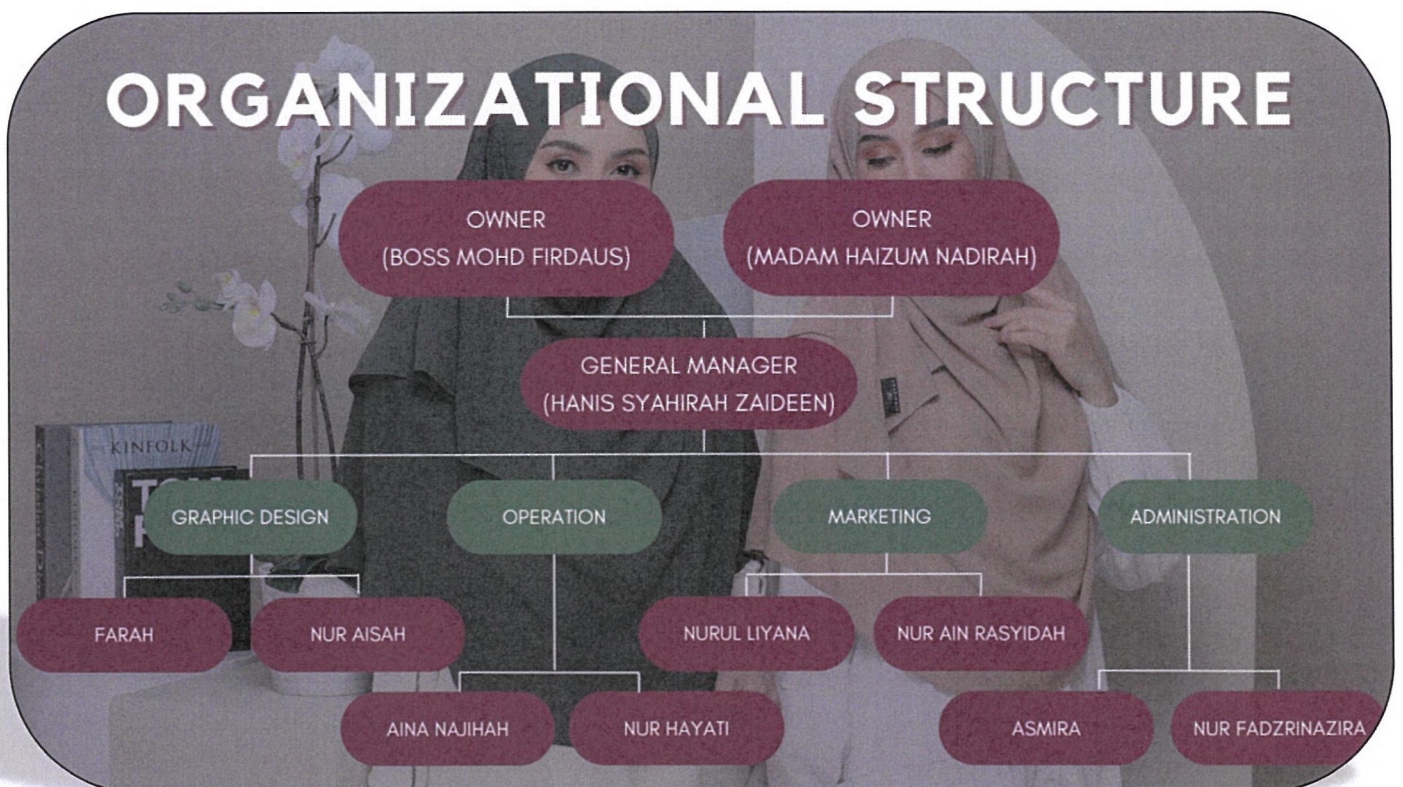 ORGANIZATIONAL STRUCTURE
OWNER
(BOSS MOHD FIRDAUS)
OWNER
(MADAM HAIZUM NADIRAH)
GENERAL MANAGER
(HANIS SYAHIRAH ZAIDEEN)
KINFOLK
GRAPHIC DESIGN
OPERATION
MARKETING
ADMINISTRATION
FARAH
NUR AISAH
NURUL LIYANA
NUR AIN RASYIDAH
AINA NAJIHAH
NUR HAYATI
ASMIRA
NUR FADZRINAZIRA